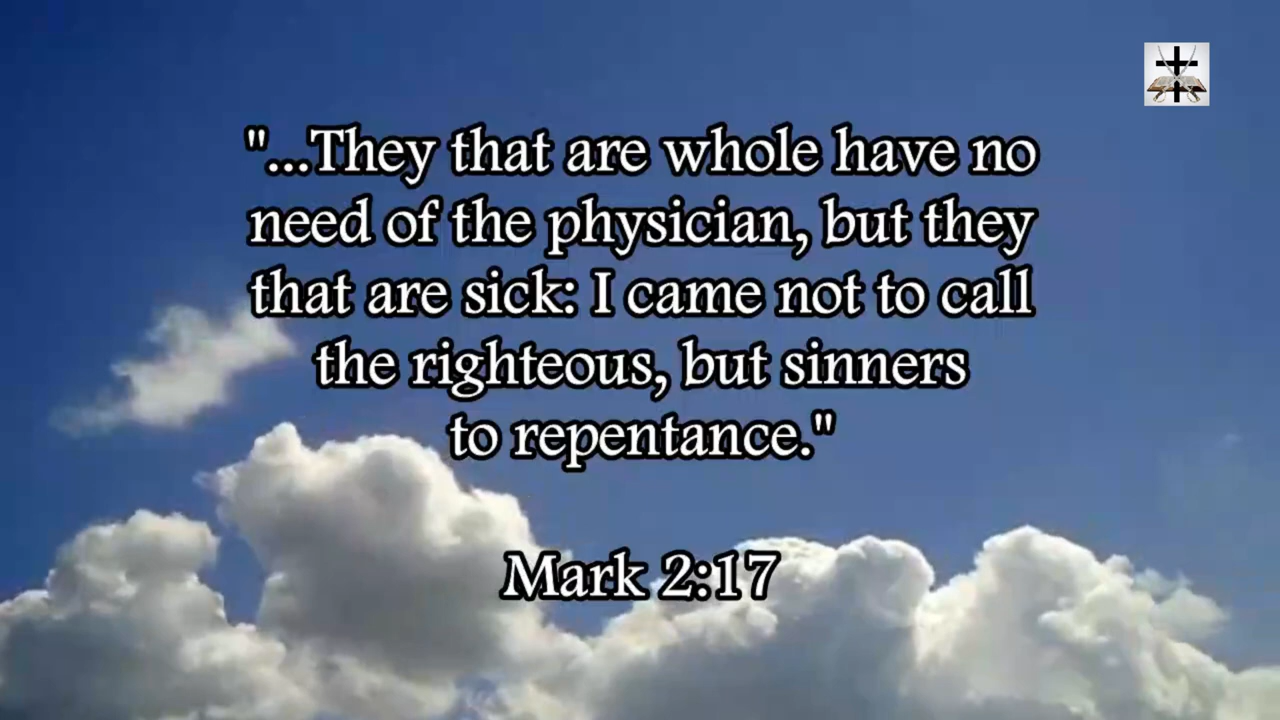 "...They that are whole have no
need of the physician, but they
that are sick: I came not to call
the righteous, but sinners
to repentance."
Mark 2:17